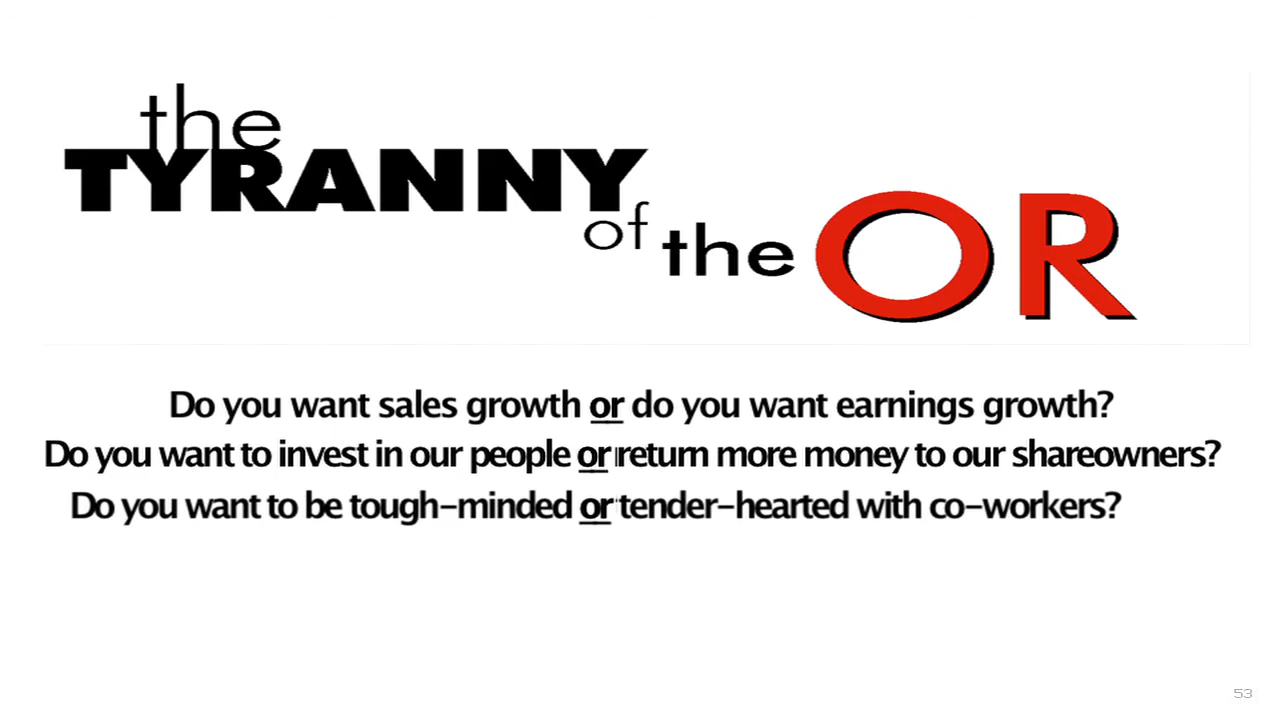 the
TYRANNY
of the OR
Do you want sales growth or do you want earnings growth?
Do you want to invest in our people or return more money to our shareowners?
Do you want to be tough-minded or tender-hearted with co-workers?
53